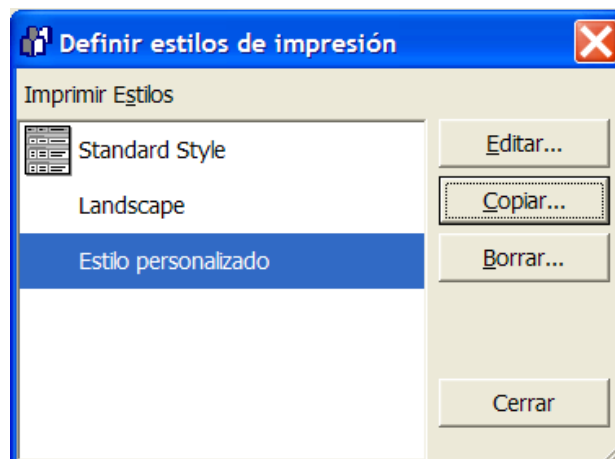 Definir estilos de impresión
Imprimir Estilos
Standard Style
Landscape
Estilo personalizado
Editar...
Copiar...
Borrar...
Cerrar